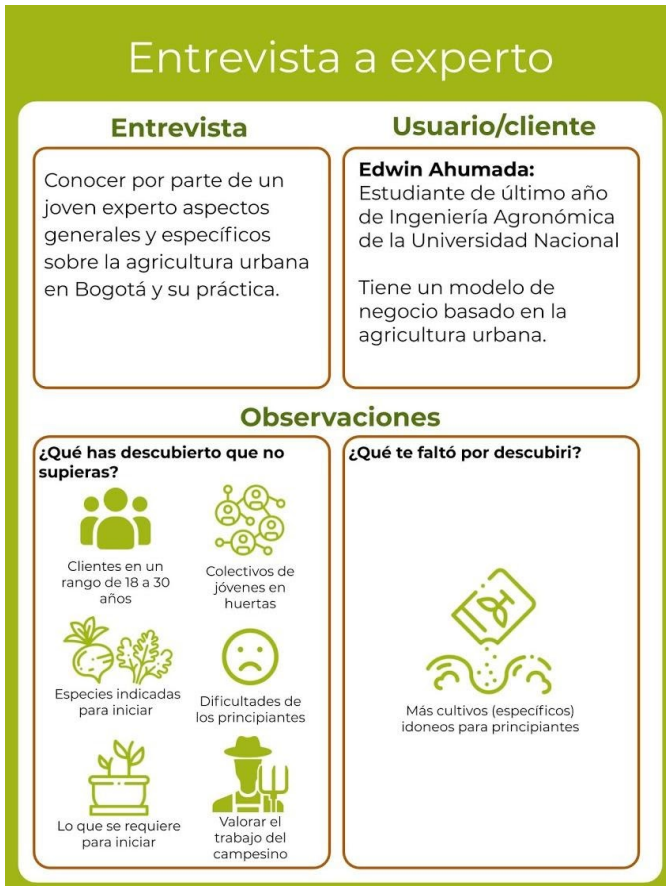 Entrevista a experto
Entrevista
Conocer por parte de un
joven experto aspectos
generales y específicos
sobre la agricultura urbana
en Bogotá y su práctica.
Usuario/cliente
Edwin Ahumada:
Estudiante de último año
de Ingeniería Agronómica
de la Universidad Nacional
Tiene un modelo de
negocio basado en la
agricultura urbana.
Observaciones
¿Qué has descubierto que no
supieras?
Clientes en un
rango de 18 a 30
años
Colectivos de
jóvenes en
huertas
Especies indicadas
para iniciar
Dificultades de
los principiantes
Lo que se requiere
para iniciar
Valorar el
trabajo del
campesino
¿Qué te faltó por descubiri?
Más cultivos (específicos)
idoneos para principiantes